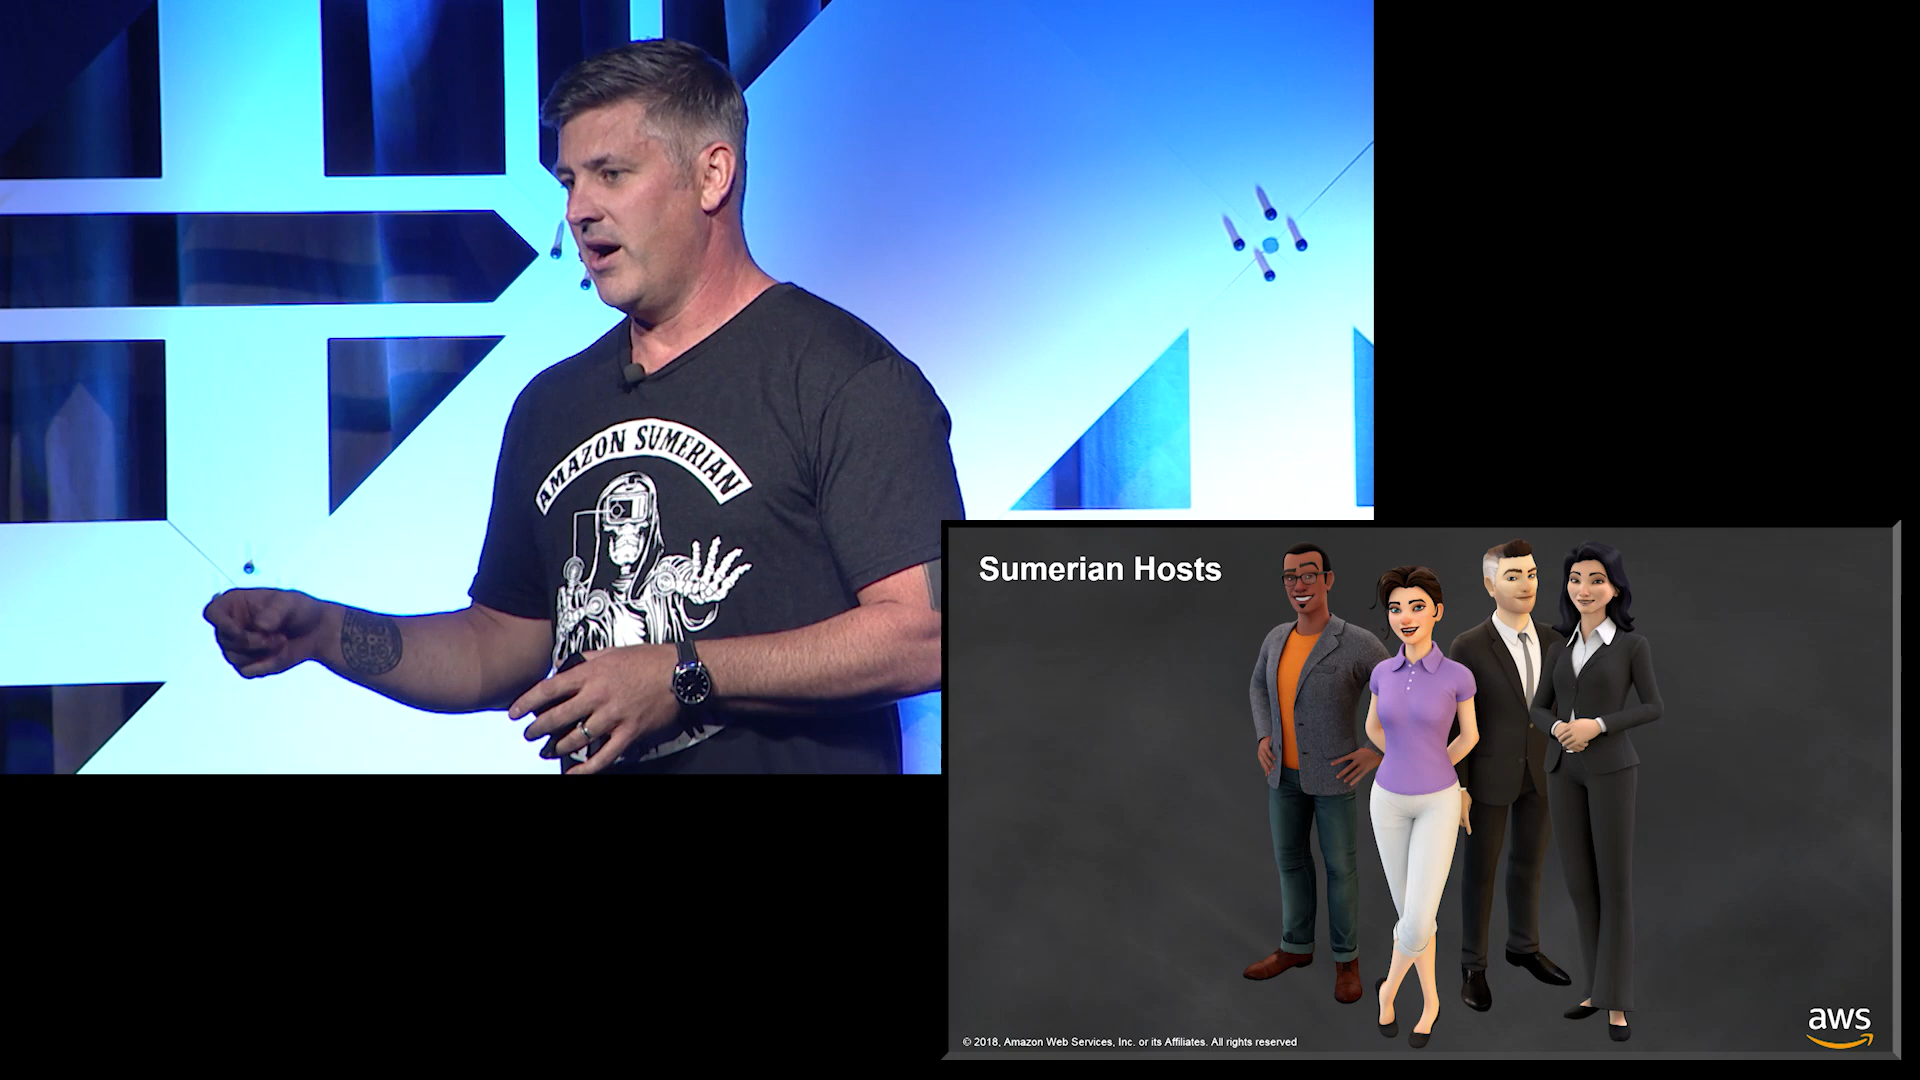 AMAZON SUMERIAN
Sumerian Hosts
© 2018, Amazon Web Services, Inc. or its Affiliates. All rights reserved
aws